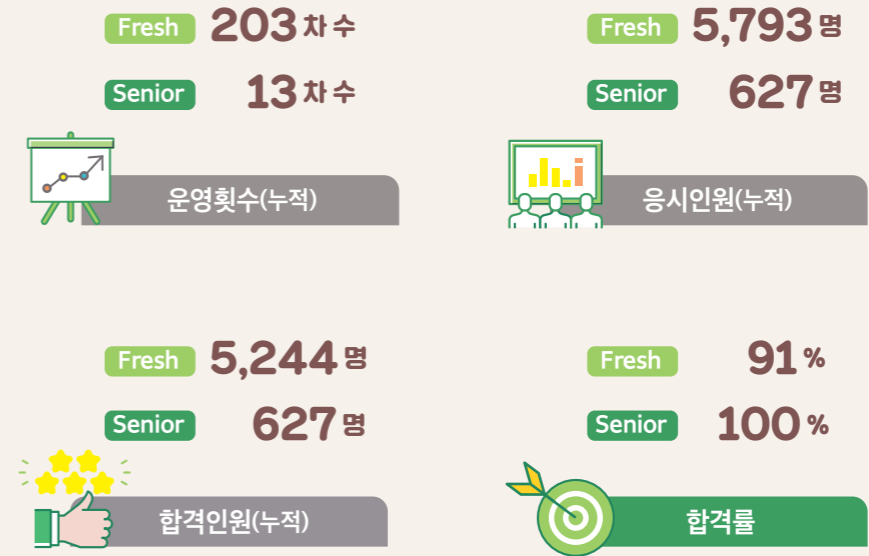 Fresh 203 차수
Senior 13 차수
운영횟수(누적)
Fresh 5,793 명
Senior 627 명
응시인원(누적)
Fresh 5,244 명
Senior 627 명
합격인원(누적)
Fresh 91 %
Senior 100 %
합격률